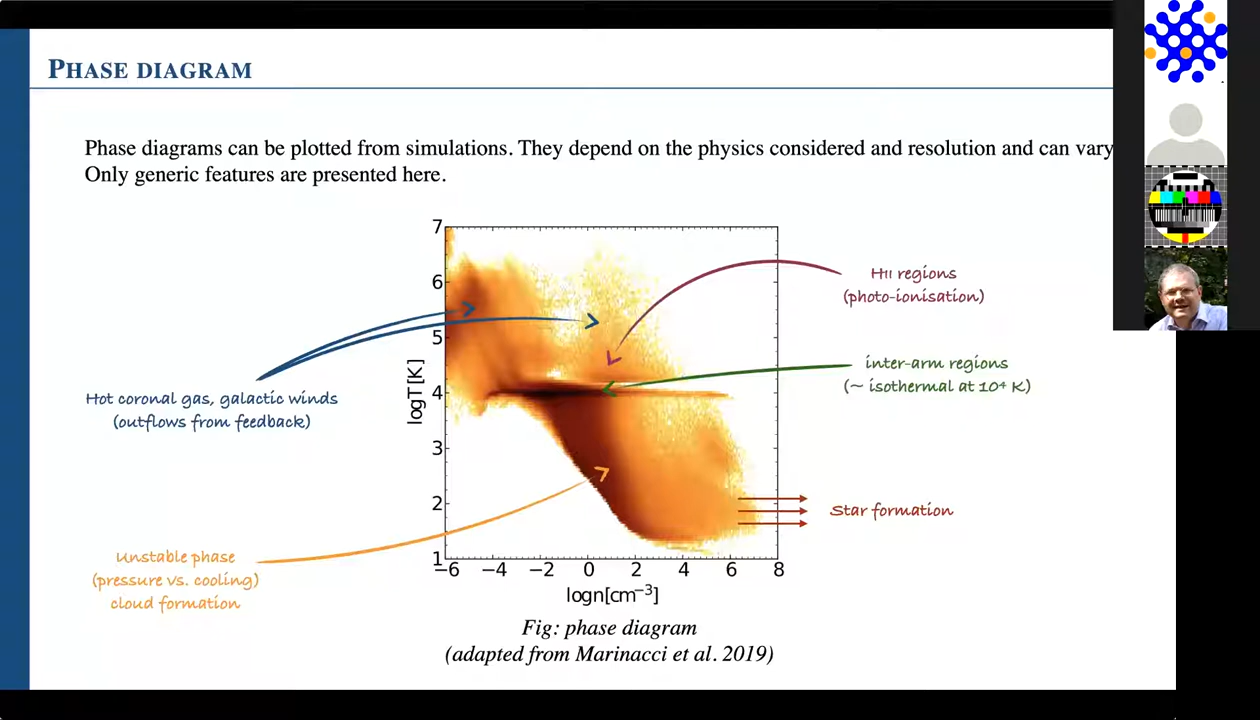 PHASE DIAGRAM
Phase diagrams can be plotted from simulations. They depend on the physics considered and resolution and can vary
Only generic features are presented here.
7
6
5
4
3
2
1
logT[K]
−6 −4 −2 0 2 4 6 8
logn[cm−3]
HII regions
(photo-ionisation)
inter-arm regions
(~ isothermal at 10⁴ K)
Hot coronal gas, galactic winds
(outflows from feedback)
Star formation
Unstable phase
(pressure vs. cooling)
cloud formation
Fig: phase diagram
(adapted from Marinacci et al. 2019)